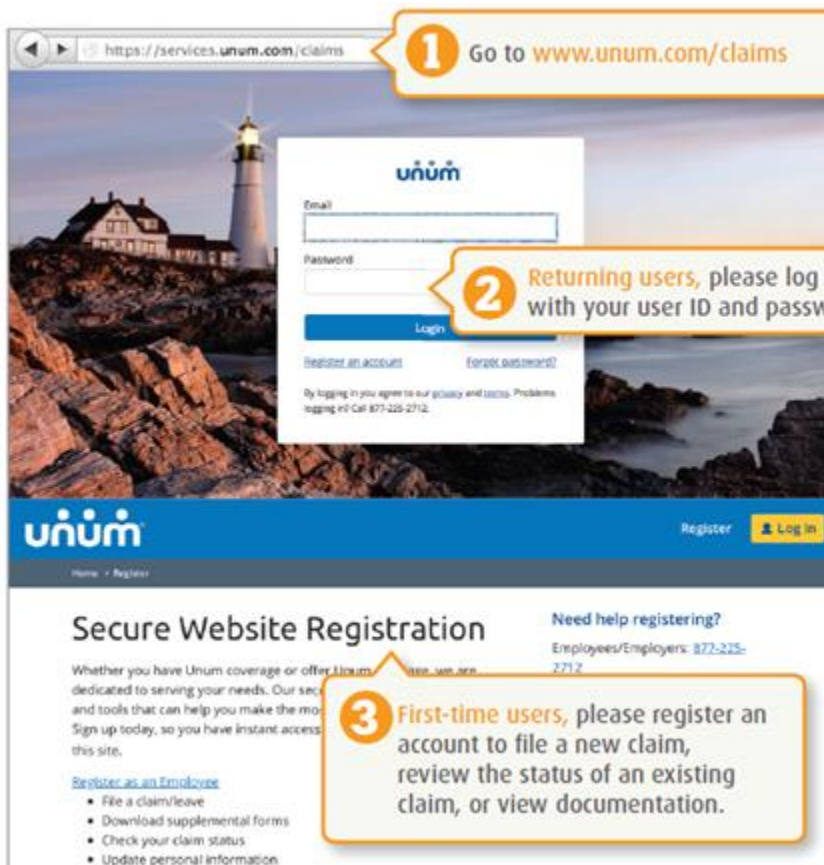 https://services.unum.com/claims
1 Go to www.unum.com/claims
unum
Email
Password
2 Returning users, please log
with your user ID and passw
Login
Register an account Forgot password?
By logging in you agree to our privacy and terms. Problems
logging in? Call 877-225-2712.
unum
Register Log In
Home Register
Secure Website Registration
Whether you have Unum coverage or offer Unum we are
dedicated to serving your needs. Our sec
and tools that can help you make the mo
Sign up today, so you have instant access
this site.
Register as an Employee
• File a claim/leave
• Download supplemental forms
• Check your claim status
• Update personal information
Need help registering?
Employees/Employers: 877-225-
2712
3 First-time users, please register an
account to file a new claim,
review the status of an existing
claim, or view documentation.